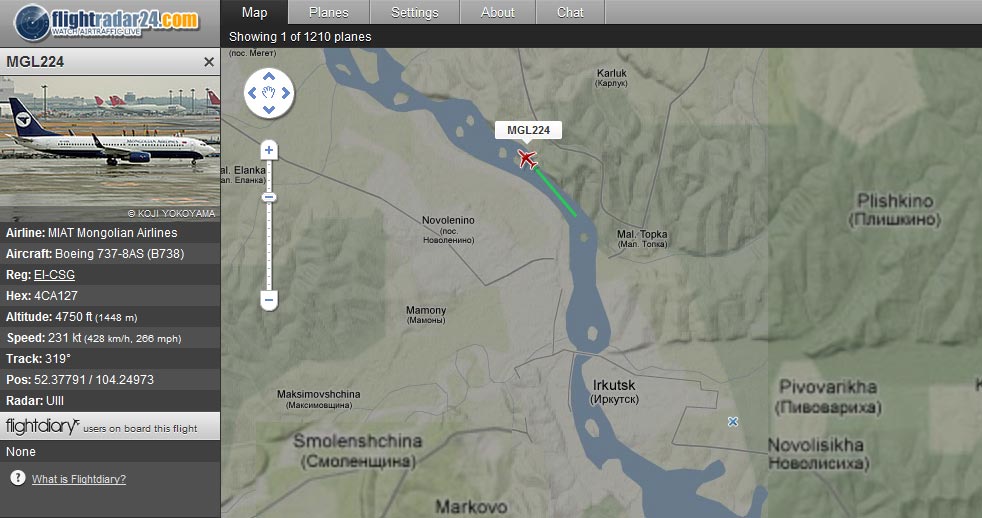 flightradar24.com
WATCH AIRTRAFFIC LIVE
Map
Planes
Settings
About
Chat
Showing 1 of 1210 planes
MGL224
MONGOLIAN AIRLINES
© KOJI YOKOYAMA
Airline: MIAT Mongolian Airlines
Aircraft: Boeing 737-8AS (B738)
Reg: EI-CSG
Hex: 4CA127
Altitude: 4750 ft (1448 m)
Speed: 231 kt (428 km/h, 266 mph)
Track: 319°
Pos: 52.37791 / 104.24973
Radar: UIII
flightdiary users on board this flight
None
? What is Flightdiary?
(пос. Мегет)
Karluk
(Карлук)
MGL224
al. Elanka
ал. Еланка)
Plishkino
(Плишкино)
Novolenino
(пос.
Новоленино)
Mal. Topka
(Мал. Топка)
Mamony
(Мамоны)
Irkutsk
(Иркутск)
Pivovarikha
(Пивовариха)
K
Maksimovshchina
(Максимовщина)
Smolenshchina
(Смоленщина)
Novolisikha
Новолисиха)
Markovo